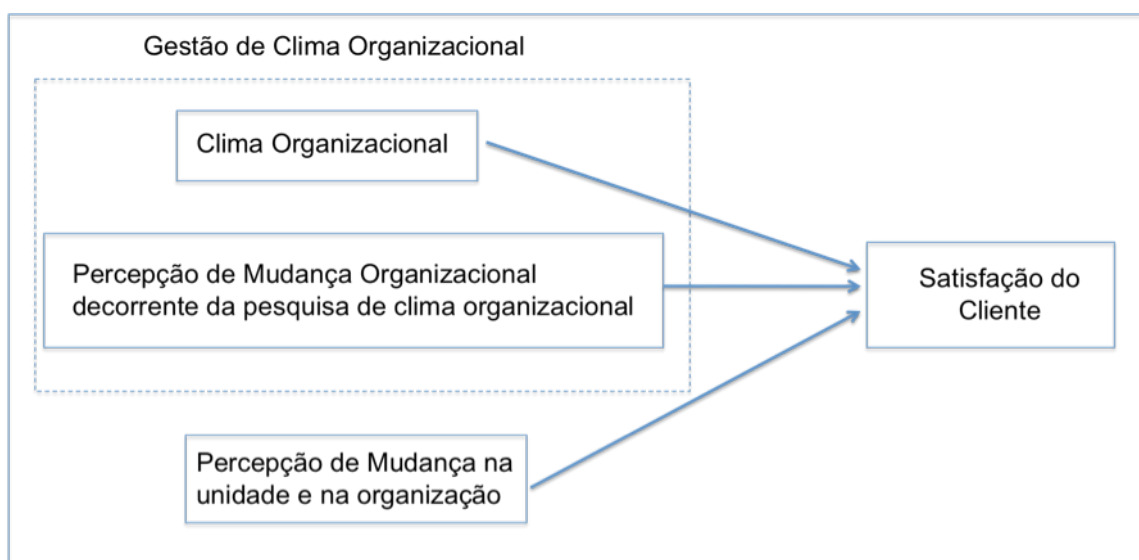 Gestão de Clima Organizacional
Clima Organizacional
Percepção de Mudança Organizacional
decorrente da pesquisa de clima organizacional
Satisfação do
Cliente
Percepção de Mudança na
unidade e na organização